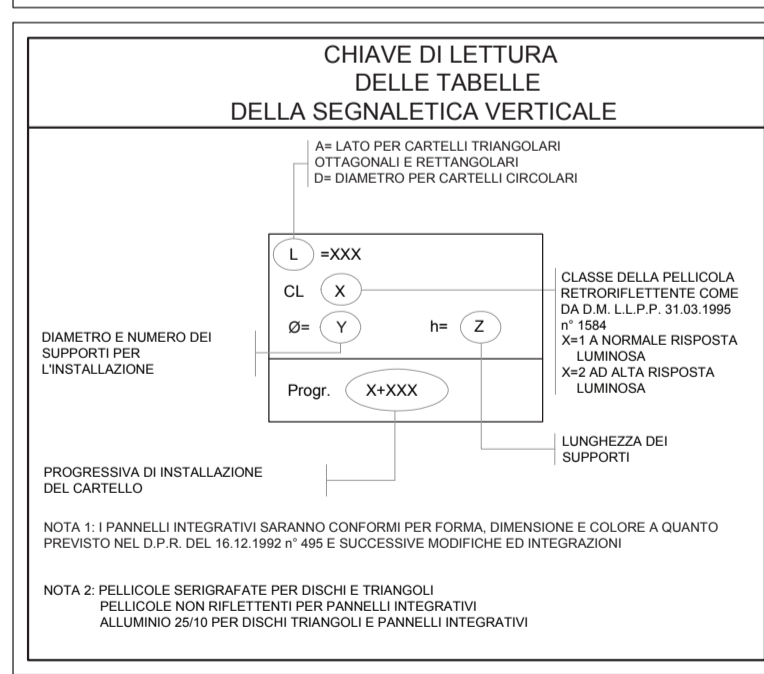 CHIAVE DI LETTURA
DELLE TABELLE
DELLA SEGNALETICA VERTICALE
A= LATO PER CARTELLI TRIANGOLARI
OTTAGONALI E RETTANGOLARI
D= DIAMETRO PER CARTELLI CIRCOLARI
L =XXX
CL X
Ø= Y h= Z
Progr. X+XXX
CLASSE DELLA PELLICOLA
RETRORIFLETTENTE COME
DA D.M. L.L.P.P. 31.03.1995
n° 1584
X=1 A NORMALE RISPOSTA
LUMINOSA
X=2 AD ALTA RISPOSTA
LUMINOSA
DIAMETRO E NUMERO DEI
SUPPORTI PER
L'INSTALLAZIONE
LUNGHEZZA DEI
SUPPORTI
PROGRESSIVA DI INSTALLAZIONE
DEL CARTELLO
NOTA 1: I PANNELLI INTEGRATIVI SARANNO CONFORMI PER FORMA, DIMENSIONE E COLORE A QUANTO
PREVISTO NEL D.P.R. DEL 16.12.1992 n° 495 E SUCCESSIVE MODIFICHE ED INTEGRAZIONI
NOTA 2: PELLICOLE SERIGRAFATE PER DISCHI E TRIANGOLI
PELLICOLE NON RIFLETTENTI PER PANNELLI INTEGRATIVI
ALLUMINIO 25/10 PER DISCHI TRIANGOLI E PANNELLI INTEGRATIVI